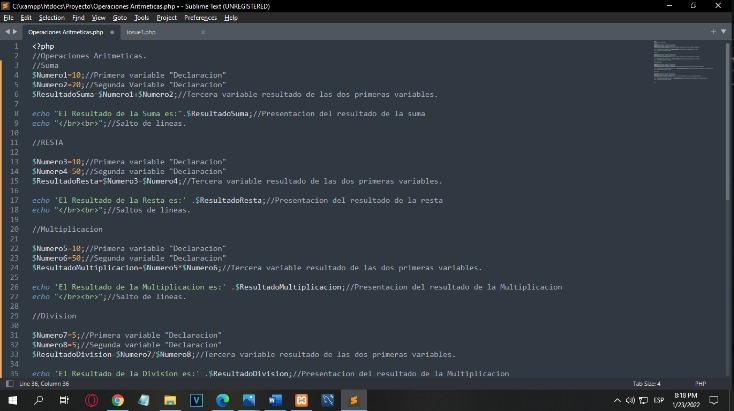 C:\xampp\htdocs\Proyecto\Operaciones Aritmeticas.php • - Sublime Text (UNREGISTERED)
File Edit Selection Find View Goto Tools Project Preferences Help
Operaciones Aritmeticas.php
1 <?php
2 //Operaciones Aritmeticas.
3 //Suma
4 $Numero1=10;//Primera variable "Declaracion"
5 $Numero2=20;//Segunda Variable "Declaracion"
6 $ResultadoSuma=$Numero1+$Numero2;//Tercera variable resultado de las dos primeras variables.
7
8 echo "El Resultado de la Suma es:".$ResultadoSuma;//Presentacion del resultado de la suma
9 echo "</br><br>";//Salto de lineas.
10
11 //RESTA
12
13 $Numero3=10;//Primera variable "Declaracion"
14 $Numero4=50;//Segunda variable "Declaracion"
15 $ResultadoResta=$Numero3-$Numero4;//Tercera variable resultado de las dos primeras variables.
16
17 echo 'El Resultado de la Resta es:' .$ResultadoResta;//Presentacion del resultado de la resta
18 echo "</br><br>";//Saltos de lineas.
19
20 //Multiplicacion
21
22 $Numero5=10;//Primera variable "Declaracion"
23 $Numero6=50;//Segunda variable "Declaracion"
24 $ResultadoMultiplicacion=$Numero5*$Numero6;//Tercera variable resultado de las dos primeras variables.
25
26 echo 'El Resultado de la Multiplicacion es:' .$ResultadoMultiplicacion;//Presentacion del resultado de la Multiplicacion
27 echo "</br><br>";//Salto de lineas.
28
29 //Division
30
31 $Numero7=5;//Primera variable "Declaracion"
32 $Numero8=5;//Segunda variable "Declaracion"
33 $ResultadoDivision=$Numero7/$Numero8;//Tercera variable resultado de las dos primeras variables.
34
35 echo 'El Resultado de la Division es:' .$ResultadoDivision;//Presentacion del resultado de la Multiplicacion
Line 36, Column 36 Tab Size: 4 PHP
ESP 8:18 PM
1/23/2022